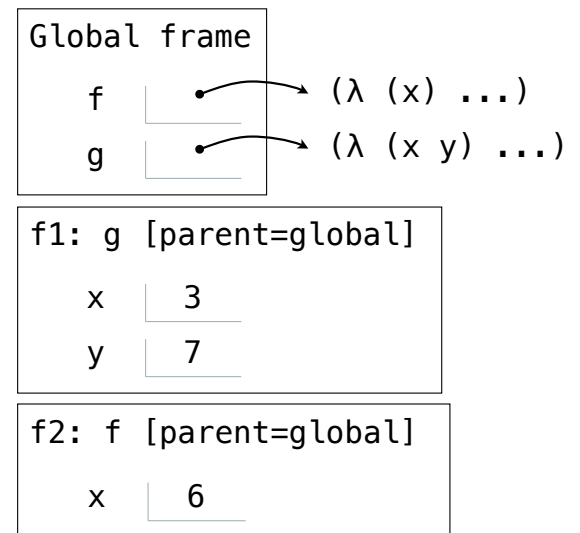 Global frame
f (λ (x) ...)
g (λ (x y) ...)
f1: g [parent=global]
x 3
y 7
f2: f [parent=global]
x 6